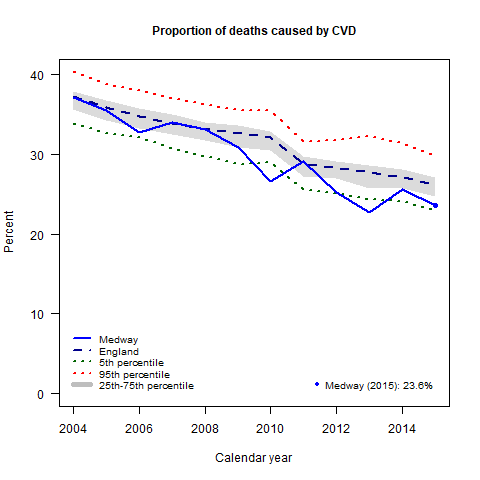 Proportion of deaths caused by CVD
Percent
40
30
20
10
0
Medway
England
5th percentile
95th percentile
25th-75th percentile
Medway (2015): 23.6%
2004 2006 2008 2010 2012 2014
Calendar year